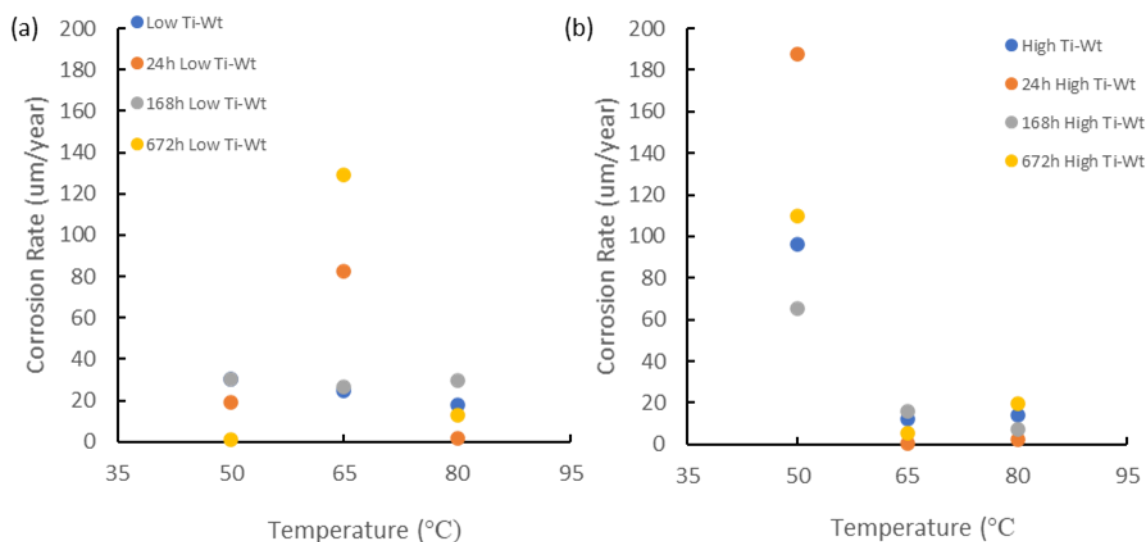 (a)
Low Ti-Wt
24h Low Ti-Wt
168h Low Ti-Wt
672h Low Ti-Wt
Corrosion Rate (um/year)
200
180
160
140
120
100
80
60
40
20
0
35 50 65 80 95
Temperature (°C)
(b)
High Ti-Wt
24h High Ti-Wt
168h High Ti-Wt
672h High Ti-Wt
Corrosion Rate (um/year)
200
180
160
140
120
100
80
60
40
20
0
35 50 65 80 95
Temperature (°C